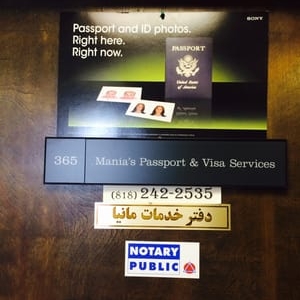 SONY
Passport and ID photos.
Right here.
Right now.
PASSPORT
United States
of America
365 Mania's Passport & Visa Services
(818) 242-2535
دفتر خدمات مانیا
NOTARY
PUBLIC